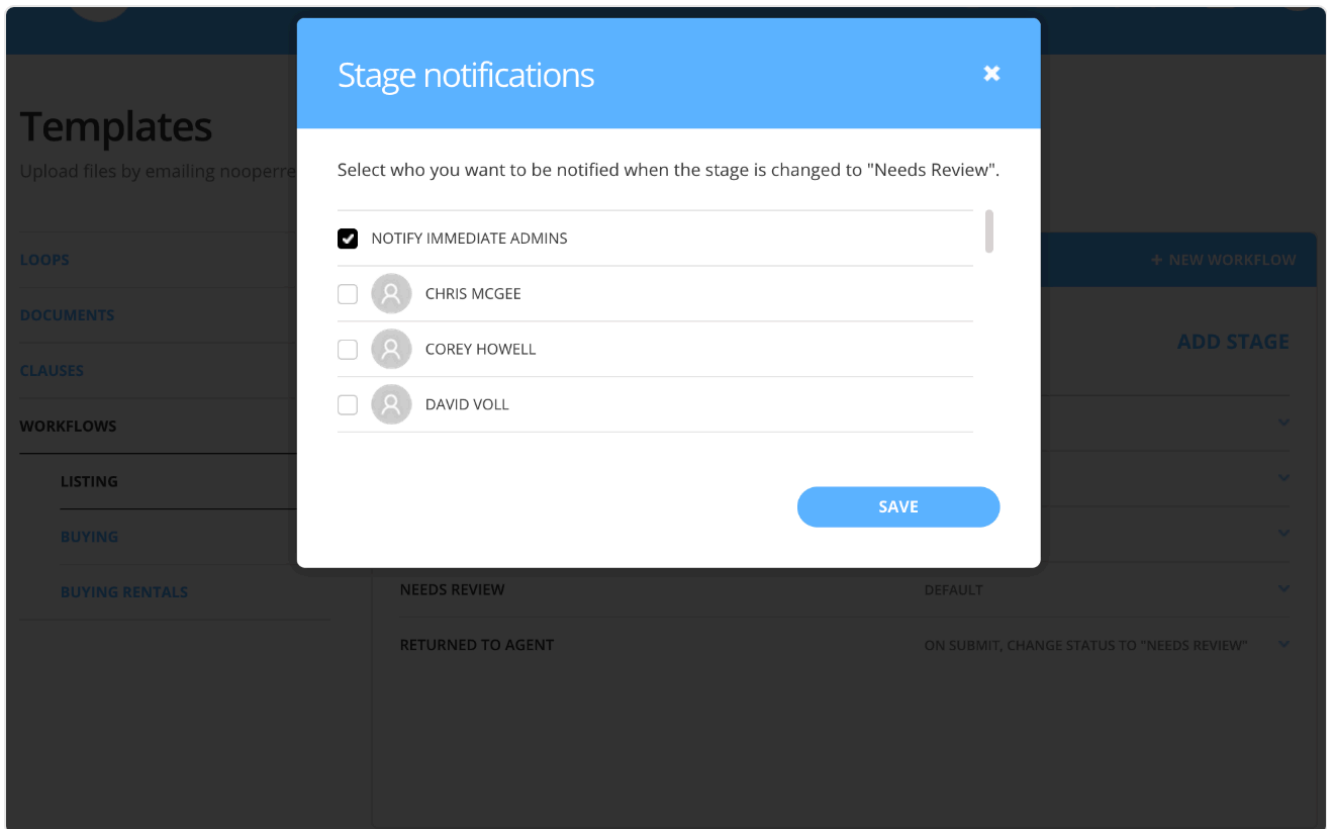 Stage notifications
Templates
Upload files by emailing nooperre
Select who you want to be notified when the stage is changed to "Needs Review".
NOTIFY IMMEDIATE ADMINS
CHRIS MCGEE
COREY HOWELL
DAVID VOLL
SAVE
LOOPS
DOCUMENTS
CLAUSES
WORKFLOWS
LISTING
BUYING
BUYING RENTALS
+ NEW WORKFLOW
ADD STAGE
NEEDS REVIEW
DEFAULT
RETURNED TO AGENT
ON SUBMIT, CHANGE STATUS TO "NEEDS REVIEW"